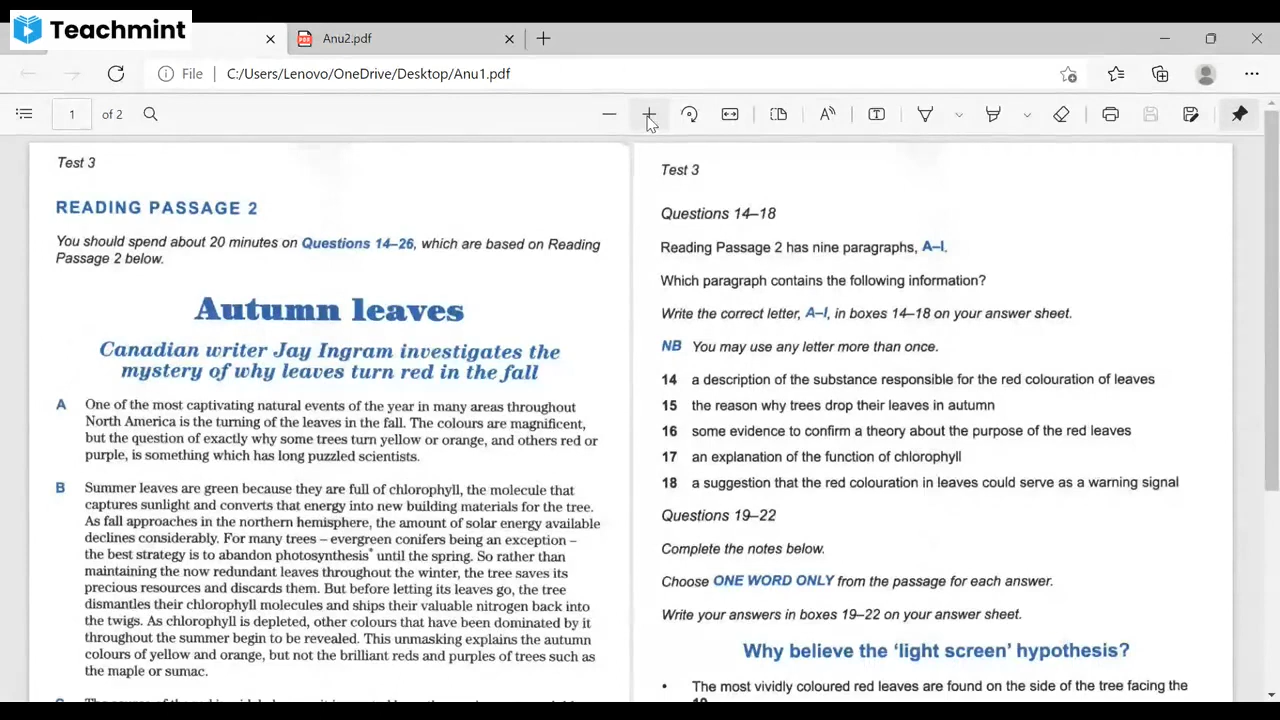 Teachmint
Anu2.pdf
File C:/Users/Lenovo/OneDrive/Desktop/Anu1.pdf
1 of 2
Test 3
READING PASSAGE 2
You should spend about 20 minutes on Questions 14–26, which are based on Reading
Passage 2 below.
Autumn leaves
Canadian writer Jay Ingram investigates the
mystery of why leaves turn red in the fall
A One of the most captivating natural events of the year in many areas throughout
North America is the turning of the leaves in the fall. The colours are magnificent,
but the question of exactly why some trees turn yellow or orange, and others red or
purple, is something which has long puzzled scientists.
B Summer leaves are green because they are full of chlorophyll, the molecule that
captures sunlight and converts that energy into new building materials for the tree.
As fall approaches in the northern hemisphere, the amount of solar energy available
declines considerably. For many trees – evergreen conifers being an exception –
the best strategy is to abandon photosynthesis* until the spring. So rather than
maintaining the now redundant leaves throughout the winter, the tree saves its
precious resources and discards them. But before letting its leaves go, the tree
dismantles their chlorophyll molecules and ships their valuable nitrogen back into
the twigs. As chlorophyll is depleted, other colours that have been dominated by it
throughout the summer begin to be revealed. This unmasking explains the autumn
colours of yellow and orange, but not the brilliant reds and purples of trees such as
the maple or sumac.
Test 3
Questions 14–18
Reading Passage 2 has nine paragraphs, A–I.
Which paragraph contains the following information?
Write the correct letter, A–I, in boxes 14–18 on your answer sheet.
NB You may use any letter more than once.
14 a description of the substance responsible for the red colouration of leaves
15 the reason why trees drop their leaves in autumn
16 some evidence to confirm a theory about the purpose of the red leaves
17 an explanation of the function of chlorophyll
18 a suggestion that the red colouration in leaves could serve as a warning signal
Questions 19–22
Complete the notes below.
Choose ONE WORD ONLY from the passage for each answer.
Write your answers in boxes 19–22 on your answer sheet.
Why believe the 'light screen' hypothesis?
• The most vividly coloured red leaves are found on the side of the tree facing the